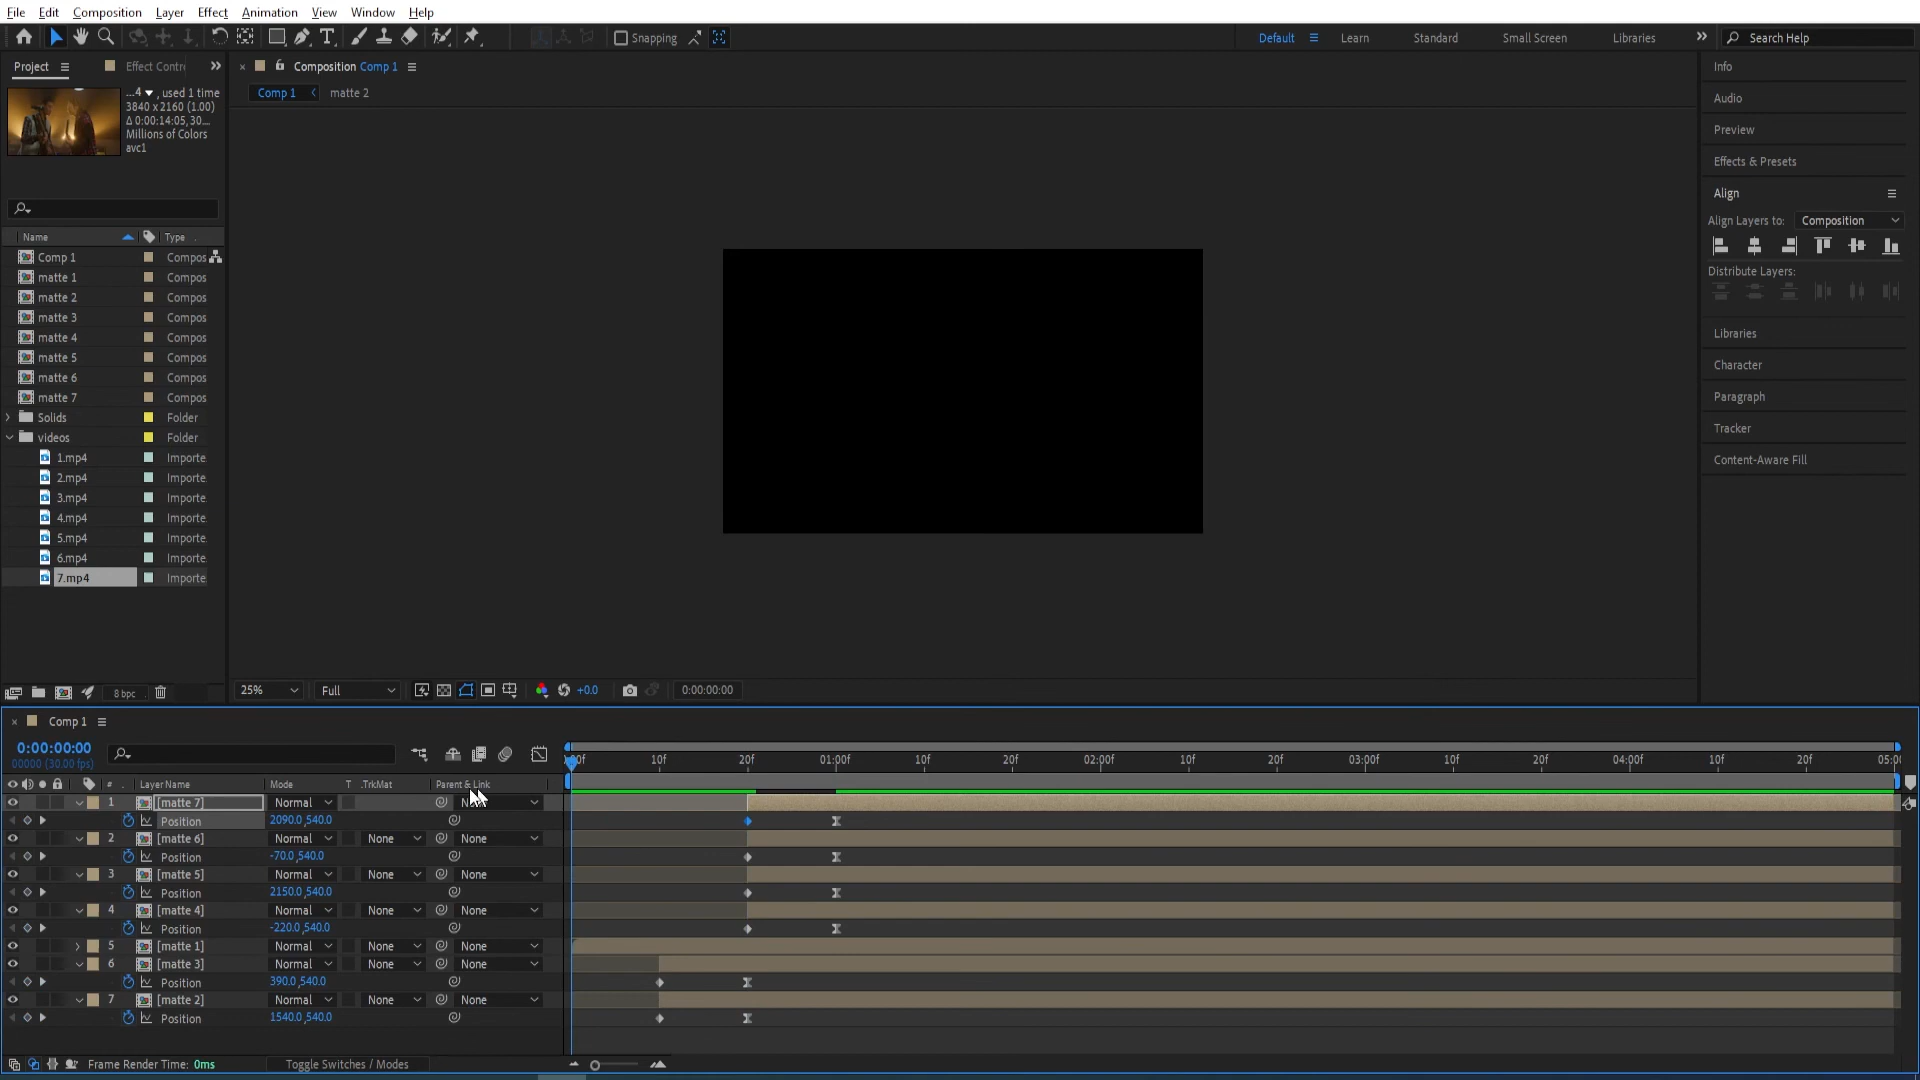 File Edit Composition Layer Effect Animation View Window Help
Snapping
Default Learn Standard Small Screen Libraries Search Help
Project Effect Contr
Composition Comp 1
Comp 1 matte 2
...4 , used 1 time
3840 x 2160 (1.00)
Δ 0:00:14:05, 30....
Millions of Colors
avc1
Name Type
Comp 1 Compos
matte 1 Compos
matte 2 Compos
matte 3 Compos
matte 4 Compos
matte 5 Compos
matte 6 Compos
matte 7 Compos
Solids Folder
videos Folder
1.mp4 Importe
2.mp4 Importe
3.mp4 Importe
4.mp4 Importe
5.mp4 Importe
6.mp4 Importe
7.mp4 Importe
8 bpc
25% Full +0.0 0:00:00:00
Info
Audio
Preview
Effects & Presets
Align
Align Layers to: Composition
Distribute Layers:
Libraries
Character
Paragraph
Tracker
Content-Aware Fill
Comp 1
0:00:00:00
00000 (30.00 fps)
10f 20f 01:00f 10f 20f 02:00f 10f 20f 03:00f 10f 20f 04:00f 10f 20f 05:00
# Layer Name Mode T .TrkMat Parent & Link
1 [matte 7] Normal
Position 2090.0,540.0
2 [matte 6] Normal None None
Position -70.0,540.0
3 [matte 5] Normal None None
Position 2150.0,540.0
4 [matte 4] Normal None None
Position -220.0,540.0
5 [matte 1] Normal None None
6 [matte 3] Normal None None
Position 390.0,540.0
7 [matte 2] Normal None None
Position 1540.0,540.0
Frame Render Time: 0ms Toggle Switches / Modes